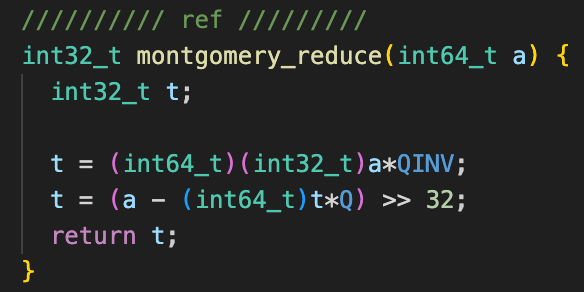 ////////// ref /////////
int32_t montgomery_reduce(int64_t a) {
  int32_t t;

  t = (int64_t)(int32_t)a*QINV;
  t = (a - (int64_t)t*Q) >> 32;
  return t;
}